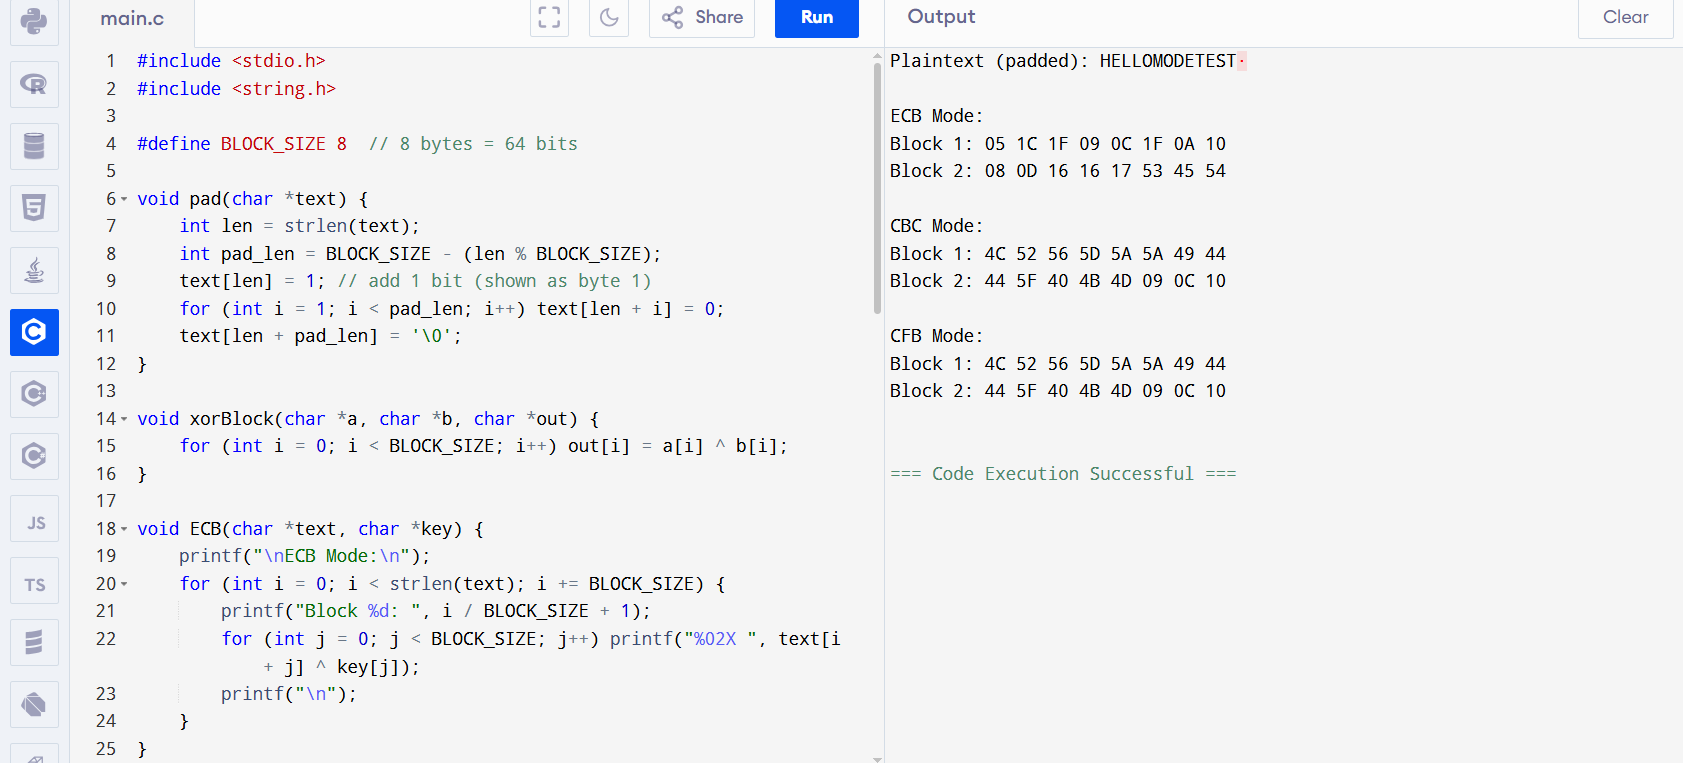 main.c
Share
Run
Output
Clear
1 #include <stdio.h>
2 #include <string.h>
3
4 #define BLOCK_SIZE 8  // 8 bytes = 64 bits
5
6 void pad(char *text) {
7     int len = strlen(text);
8     int pad_len = BLOCK_SIZE - (len % BLOCK_SIZE);
9     text[len] = 1; // add 1 bit (shown as byte 1)
10     for (int i = 1; i < pad_len; i++) text[len + i] = 0;
11     text[len + pad_len] = '\0';
12 }
13
14 void xorBlock(char *a, char *b, char *out) {
15     for (int i = 0; i < BLOCK_SIZE; i++) out[i] = a[i] ^ b[i];
16 }
17
18 void ECB(char *text, char *key) {
19     printf("\nECB Mode:\n");
20     for (int i = 0; i < strlen(text); i += BLOCK_SIZE) {
21         printf("Block %d: ", i / BLOCK_SIZE + 1);
22         for (int j = 0; j < BLOCK_SIZE; j++) printf("%02X ", text[i
+ j] ^ key[j]);
23         printf("\n");
24     }
25 }
JS
TS
Plaintext (padded): HELLOMODETEST·
ECB Mode:
Block 1: 05 1C 1F 09 0C 1F 0A 10
Block 2: 08 0D 16 16 17 53 45 54
CBC Mode:
Block 1: 4C 52 56 5D 5A 5A 49 44
Block 2: 44 5F 40 4B 4D 09 0C 10
CFB Mode:
Block 1: 4C 52 56 5D 5A 5A 49 44
Block 2: 44 5F 40 4B 4D 09 0C 10
=== Code Execution Successful ===